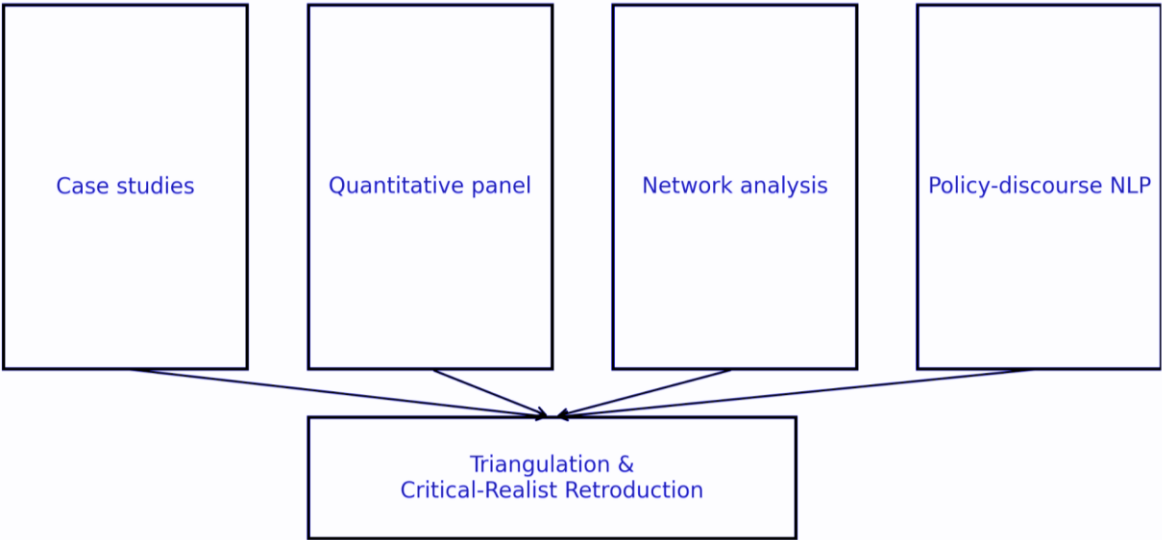 Case studies
Quantitative panel
Network analysis
Policy-discourse NLP
Triangulation &
Critical-Realist Retroduction